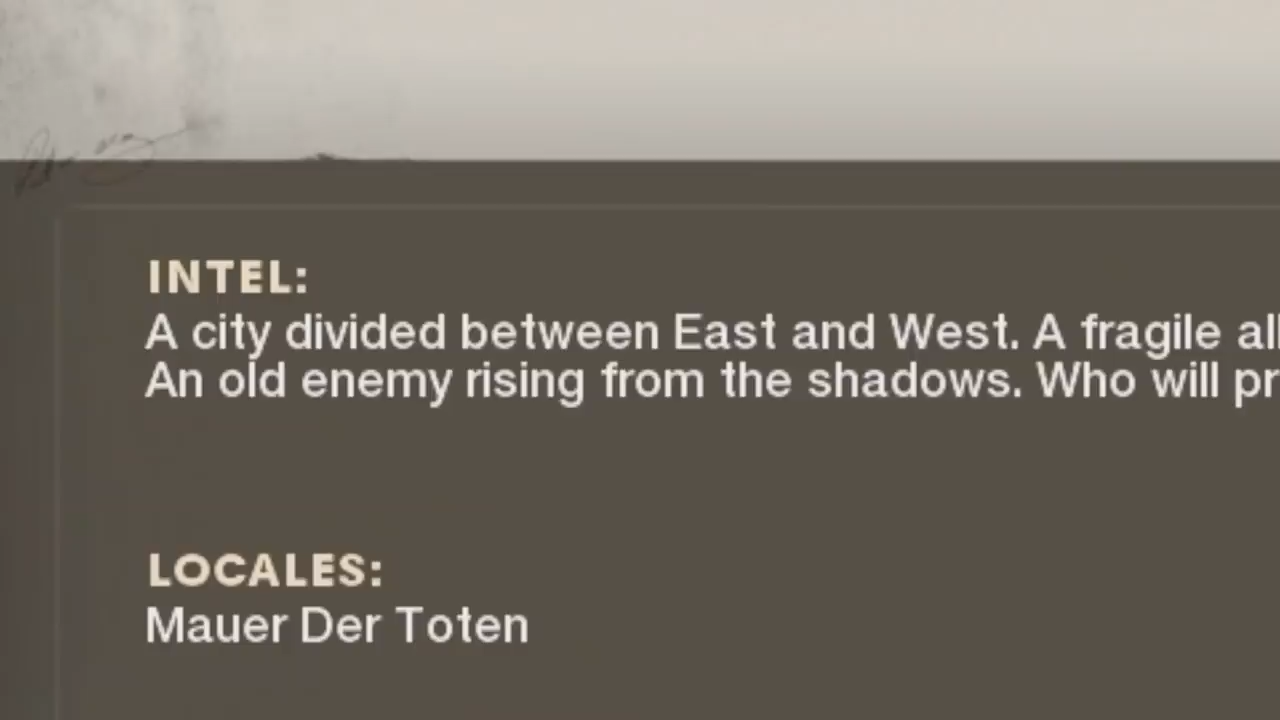 INTEL:
A city divided between East and West. A fragile
An old enemy rising from the shadows. Who will
LOCALES:
Mauer Der Toten